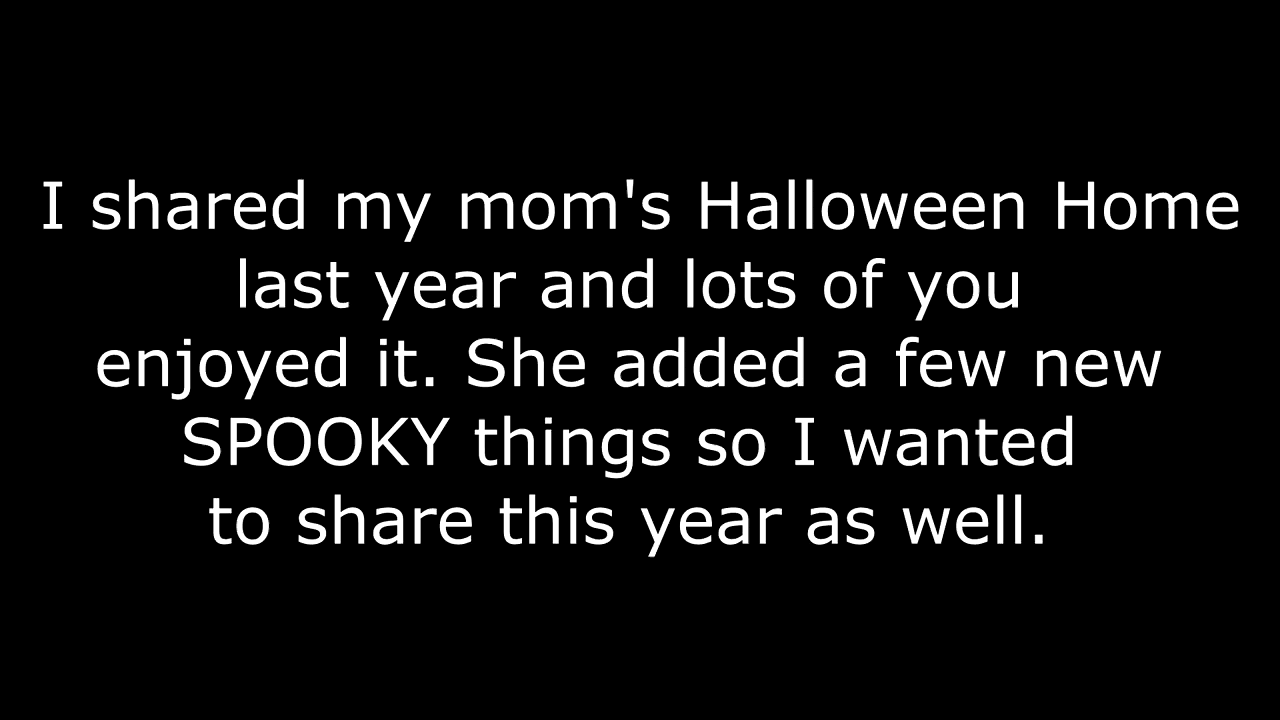 I shared my mom's Halloween Home
last year and lots of you
enjoyed it. She added a few new
SPOOKY things so I wanted
to share this year as well.